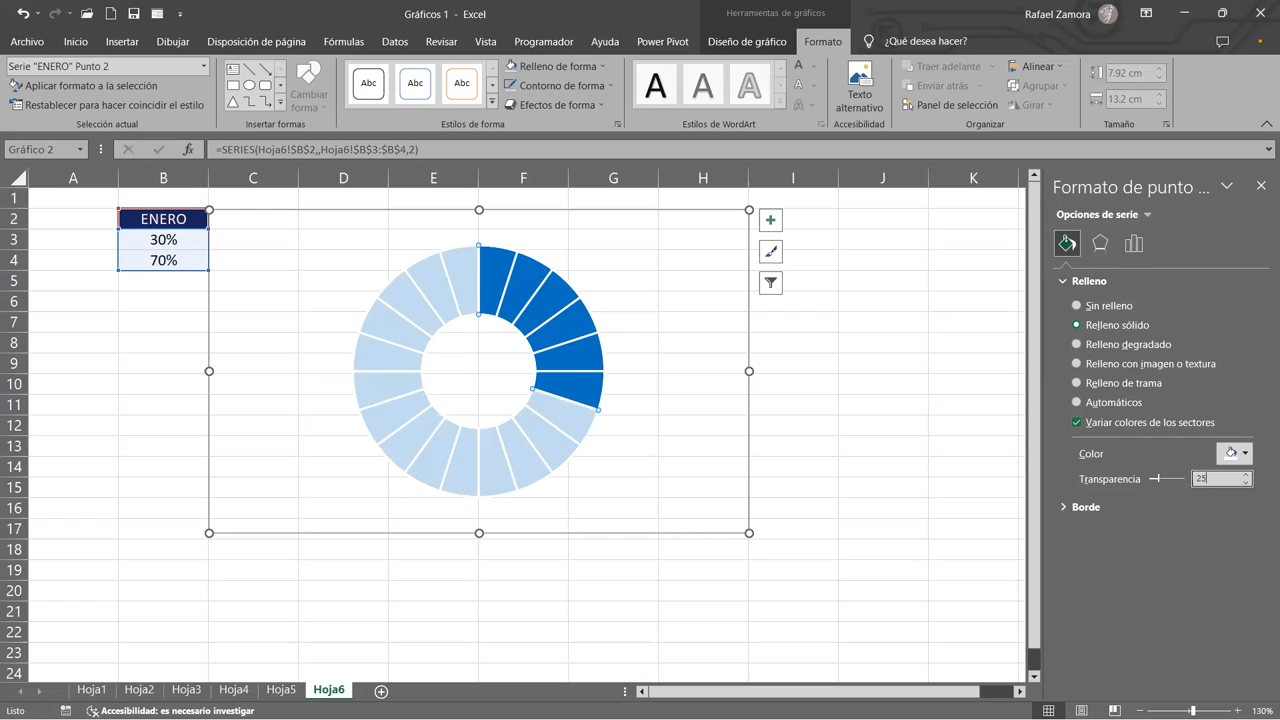 Gráficos 1 - Excel
Herramientas de gráficos
Rafael Zamora
Archivo Inicio Insertar Dibujar Disposición de página Fórmulas Datos Revisar Vista Programador Ayuda Power Pivot Diseño de gráfico Formato ¿Qué desea hacer?
Serie "ENERO" Punto 2
Aplicar formato a la selección
Restablecer para hacer coincidir el estilo
Selección actual
Cambiar
forma
Insertar formas
Abc Abc Abc
Relleno de forma
Contorno de forma
Efectos de forma
Estilos de forma
A A A
A
A
A
Estilos de WordArt
Texto
alternativo
Accesibilidad
Traer adelante
Enviar atrás
Panel de selección
Alinear
Agrupar
Girar
Organizar
7.92 cm
13.2 cm
Tamaño
Gráfico 2
fx
=SERIES(Hoja6!$B$2,,Hoja6!$B$3:$B$4,2)
A B C D E F G H I J K
1
2 ENERO
3 30%
4 70%
5
6
7
8
9
10
11
12
13
14
15
16
17
18
19
20
21
22
23
24
Formato de punto ...
Opciones de serie
Relleno
Sin relleno
Relleno sólido
Relleno degradado
Relleno con imagen o textura
Relleno de trama
Automáticos
Variar colores de los sectores
Color
Transparencia 25
Borde
Hoja1 Hoja2 Hoja3 Hoja4 Hoja5 Hoja6
Listo
Accesibilidad: es necesario investigar
130%